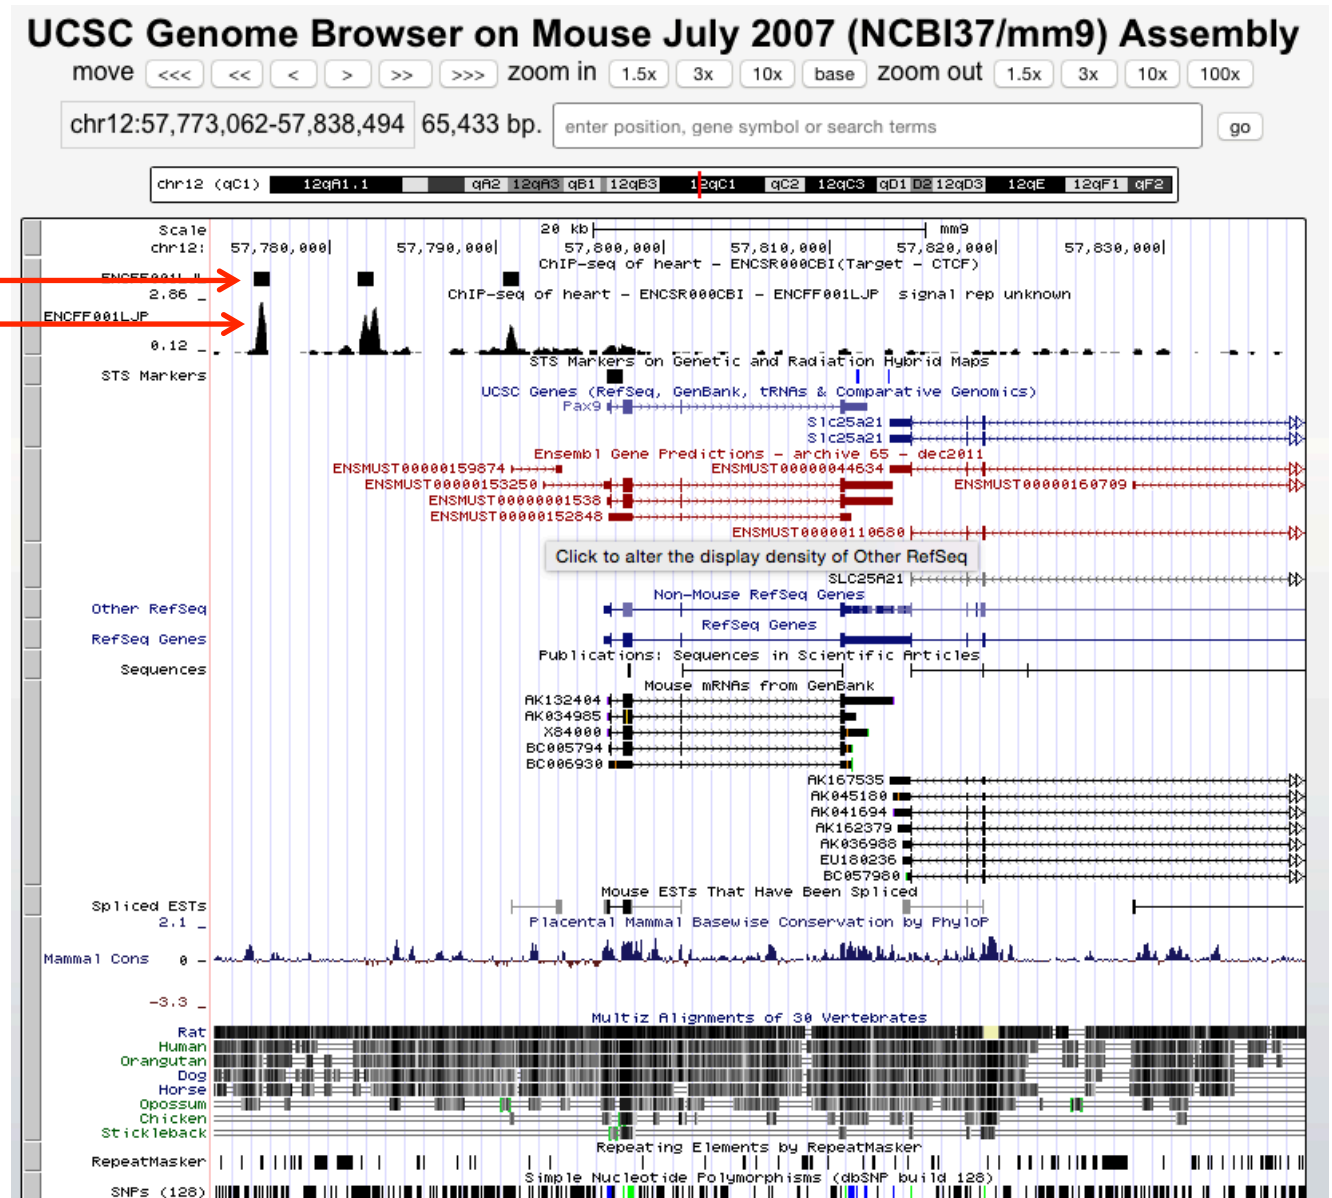 UCSC Genome Browser on Mouse July 2007 (NCBI37/mm9) Assembly
move <<< << < > >> >>> zoom in 1.5x 3x 10x base zoom out 1.5x 3x 10x 100x
chr12:57,773,062-57,838,494 65,433 bp. enter position, gene symbol or search terms go
chr12 (qC1) 12qA1.1 qA2 12qA3 qB1 12qB3 12qC1 qC2 12qC3 qD1 D2 12qD3 12qE 12qF1 qF2
Scale 20 kb mm9
chr12: 57,780,000 57,790,000 57,800,000 57,810,000 57,820,000 57,830,000
ChIP-seq of heart - ENCSR000CBI(Target - CTCF)
ENCFF001LJL
2.86 _ ChIP-seq of heart - ENCSR000CBI - ENCFF001LJP signal rep unknown
ENCFF001LJP
0.12 _
STS Markers on Genetic and Radiation Hybrid Maps
STS Markers
UCSC Genes (RefSeq, GenBank, tRNAs & Comparative Genomics)
Pax9
Slc25a21
Slc25a21
Ensembl Gene Predictions - archive 65 - dec2011
ENSMUST00000159874 ENSMUST00000044634
ENSMUST00000153250 ENSMUST00000160709
ENSMUST00000001538
ENSMUST00000152848
ENSMUST00000110680
Click to alter the display density of Other RefSeq
SLC25A21
Non-Mouse RefSeq Genes
Other RefSeq
RefSeq Genes
RefSeq Genes
Publications: Sequences in Scientific Articles
Sequences
Mouse mRNAs from GenBank
AK132404
AK034985
X84000
BC005794
BC006930
AK167535
AK045180
AK041694
AK162379
AK036988
EU180236
BC057980
Mouse ESTs That Have Been Spliced
Spliced ESTs
2.1 _ Placental Mammal Basewise Conservation by PhyloP
Mammal Cons 0 -
-3.3 _
Multiz Alignments of 30 Vertebrates
Rat
Human
Orangutan
Dog
Horse
Opossum
Chicken
Stickleback
Repeating Elements by RepeatMasker
RepeatMasker
Simple Nucleotide Polymorphisms (dbSNP build 128)
SNPs (128)